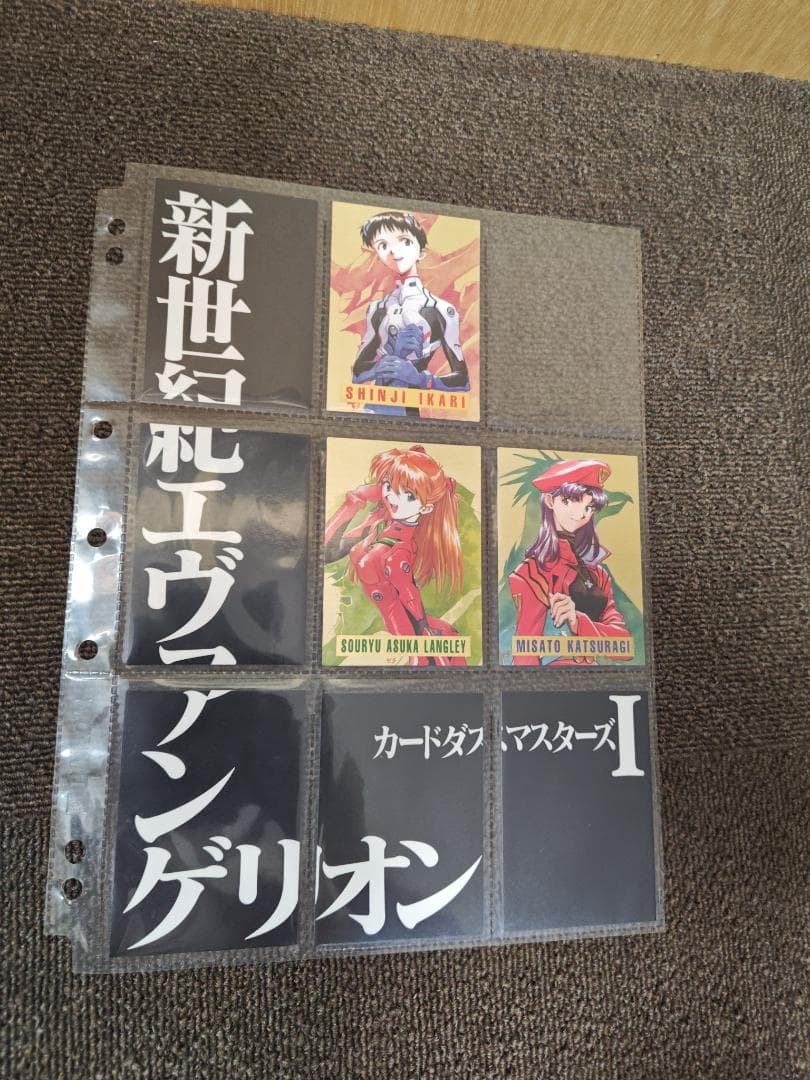 新世紀エヴァン
ゲリオン
SHINJI IKARI
SOURYU ASUKA LANGLEY
MISATO KATSURAGI
カードダスマスターズI